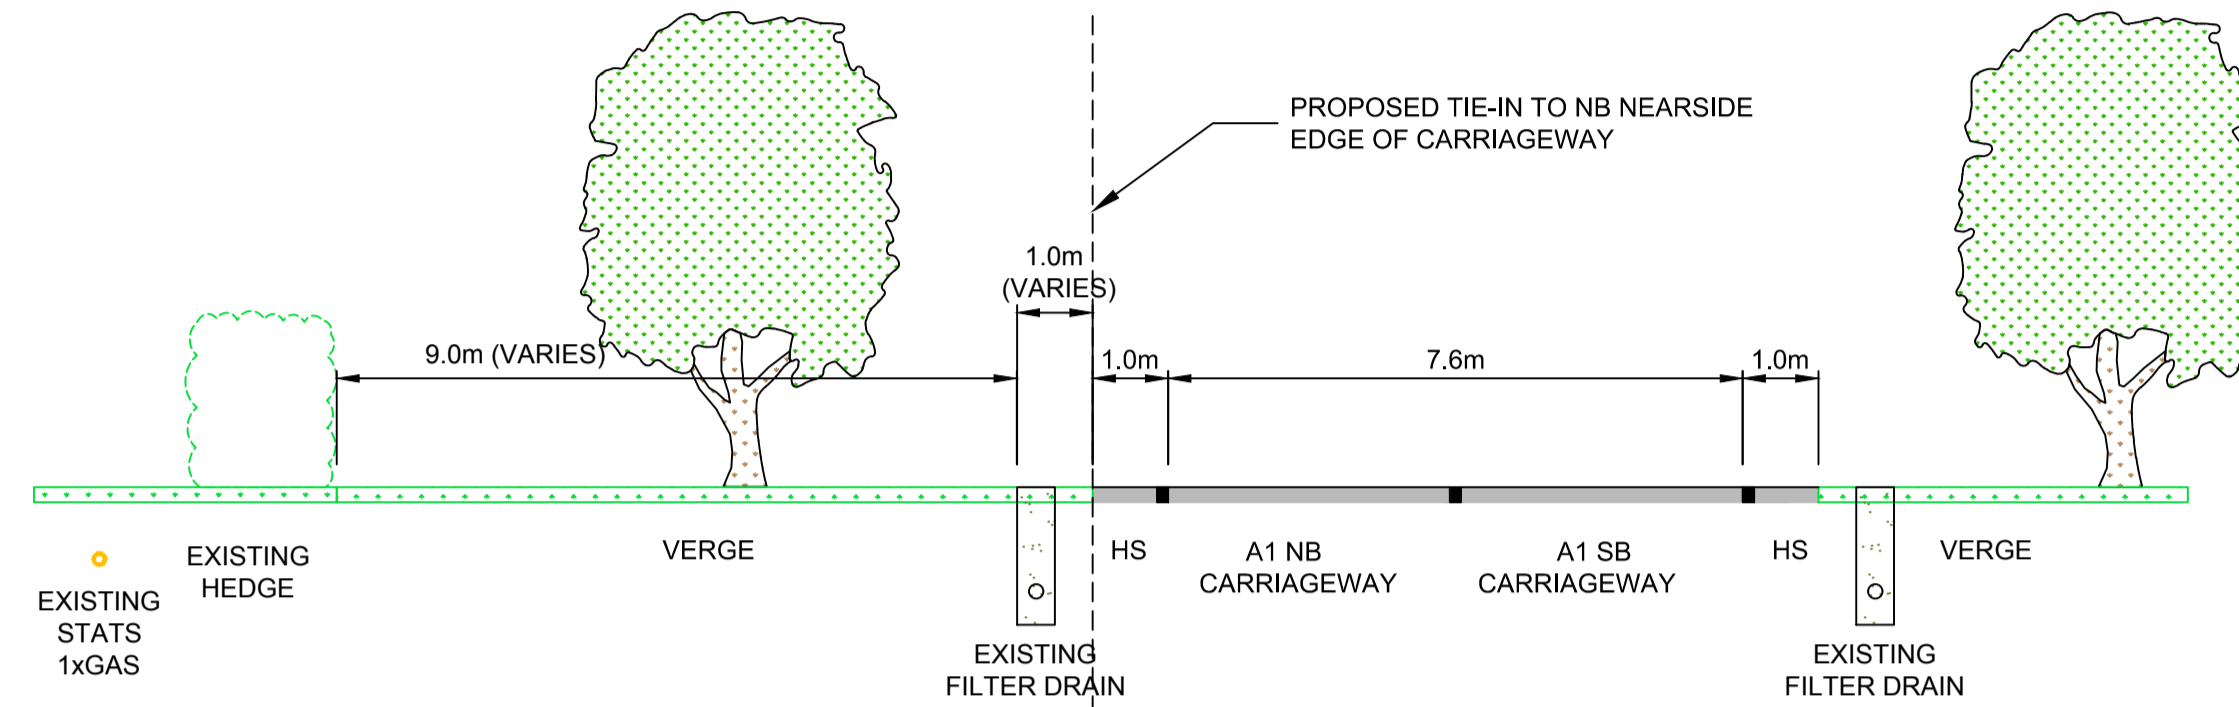 PROPOSED TIE-IN TO NB NEARSIDE
EDGE OF CARRIAGEWAY
1.0m
(VARIES)
9.0m (VARIES)
1.0m
7.6m
1.0m
EXISTING
STATS
1xGAS
EXISTING
HEDGE
VERGE
EXISTING
FILTER DRAIN
HS
A1 NB
CARRIAGEWAY
A1 SB
CARRIAGEWAY
HS
EXISTING
FILTER DRAIN
VERGE